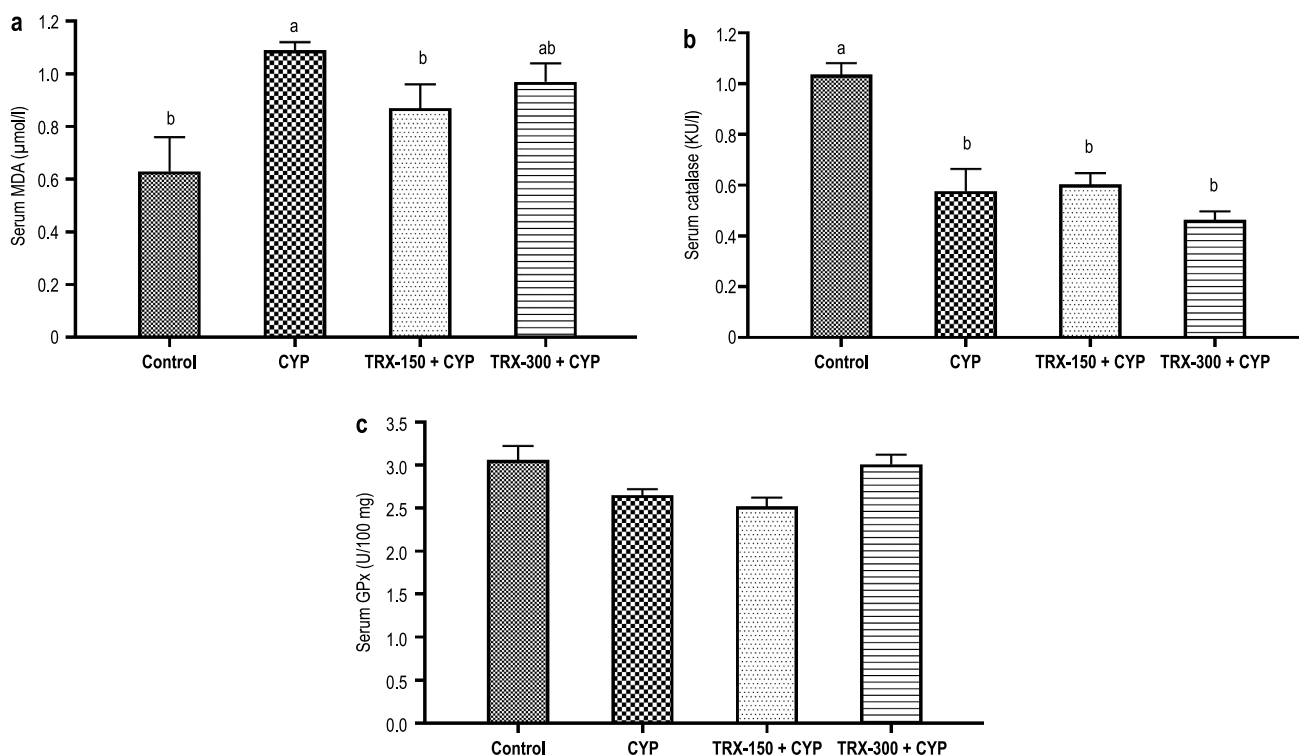 a
Serum MDA (µmol/l)
1.2
1.0
0.8
0.6
0.4
0.2
0
b
a
b
ab
Control
CYP
TRX-150 + CYP
TRX-300 + CYP
b
Serum catalase (KU/l)
1.2
1.0
0.8
0.6
0.4
0.2
0
a
b
b
b
Control
CYP
TRX-150 + CYP
TRX-300 + CYP
c
Serum GPx (U/100 mg)
3.5
3.0
2.5
2.0
1.5
1.0
0.5
0.0
Control
CYP
TRX-150 + CYP
TRX-300 + CYP